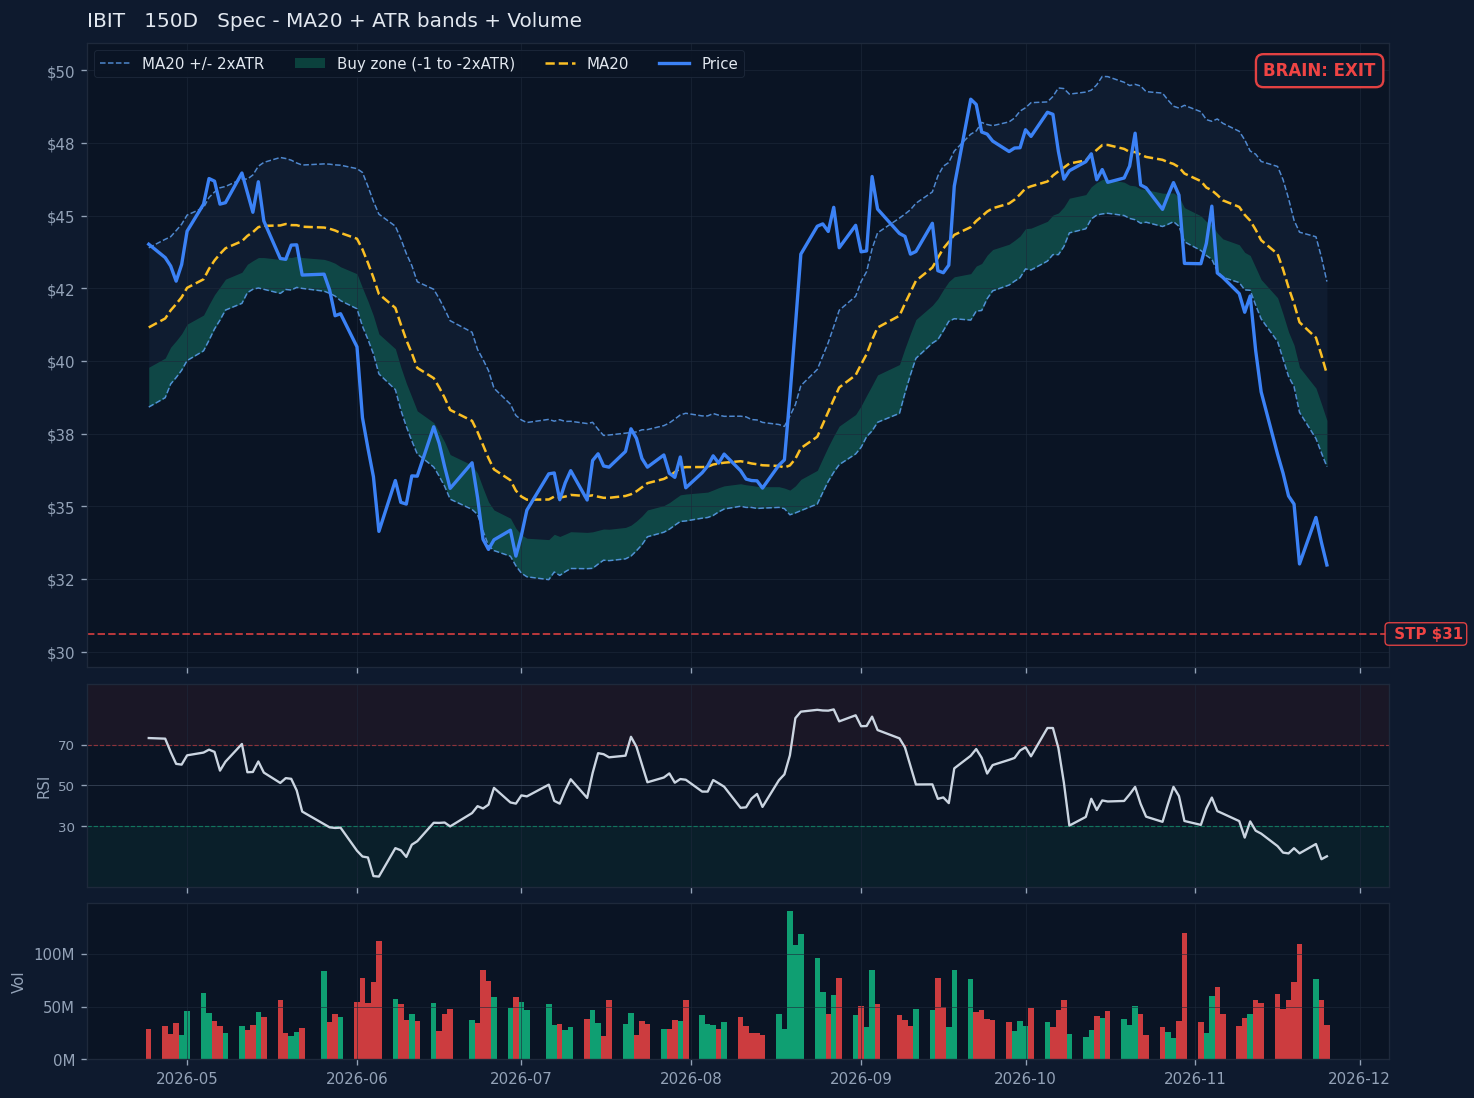 IBIT   150D   Spec - MA20 + ATR bands + Volume
MA20 +/- 2xATR   Buy zone (-1 to -2xATR)   MA20   Price
BRAIN: EXIT
$50
$48
$45
$42
$40
$38
$35
$32
$30
STP $31
RSI
70
50
30
Vol
100M
50M
0M
2026-05   2026-06   2026-07   2026-08   2026-09   2026-10   2026-11   2026-12